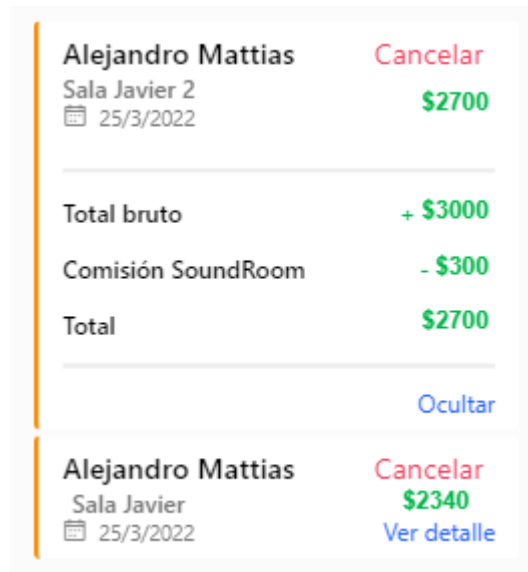 Alejandro Mattias Cancelar
Sala Javier 2
$2700
25/3/2022
Total bruto + $3000
Comisión SoundRoom - $300
Total $2700
Ocultar
Alejandro Mattias Cancelar
Sala Javier $2340
25/3/2022 Ver detalle